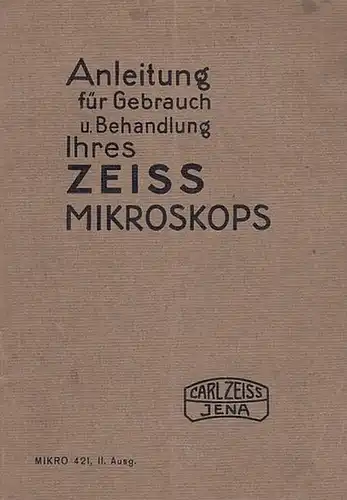 Anleitung
für Gebrauch
u. Behandlung
Ihres
ZEISS
MIKROSKOPS
CARL ZEISS
JENA
MIKRO 421, II. Ausg.